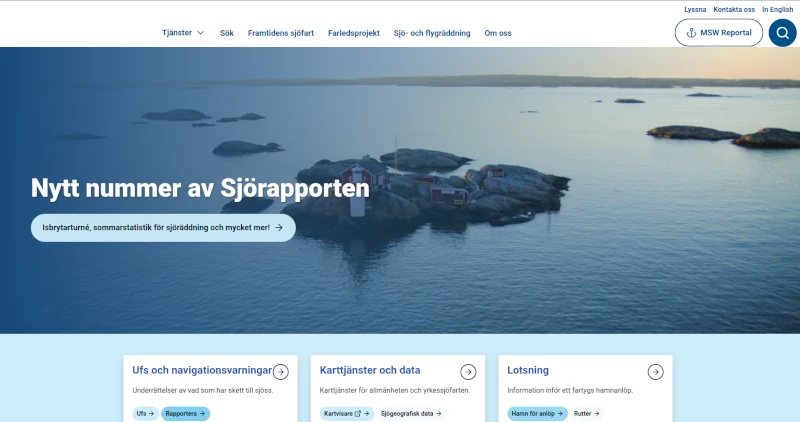 Lyssna Kontakta oss In English
Tjänster Sök Framtidens sjöfart Farledsprojekt Sjö- och flygräddning Om oss MSW Reportal
Nytt nummer av Sjörapporten
Isbrytarturné, sommarstatistik för sjöräddning och mycket mer!
Ufs och navigationsvarningar
Underrättelser av vad som har skett till sjöss.
Ufs Rapportera
Karttjänster och data
Karttjänster för allmänheten och yrkessjöfarten.
Kartvisare Sjögeografisk data
Lotsning
Information inför ett fartygs hamnanlöp.
Hamn för anlöp Rutter